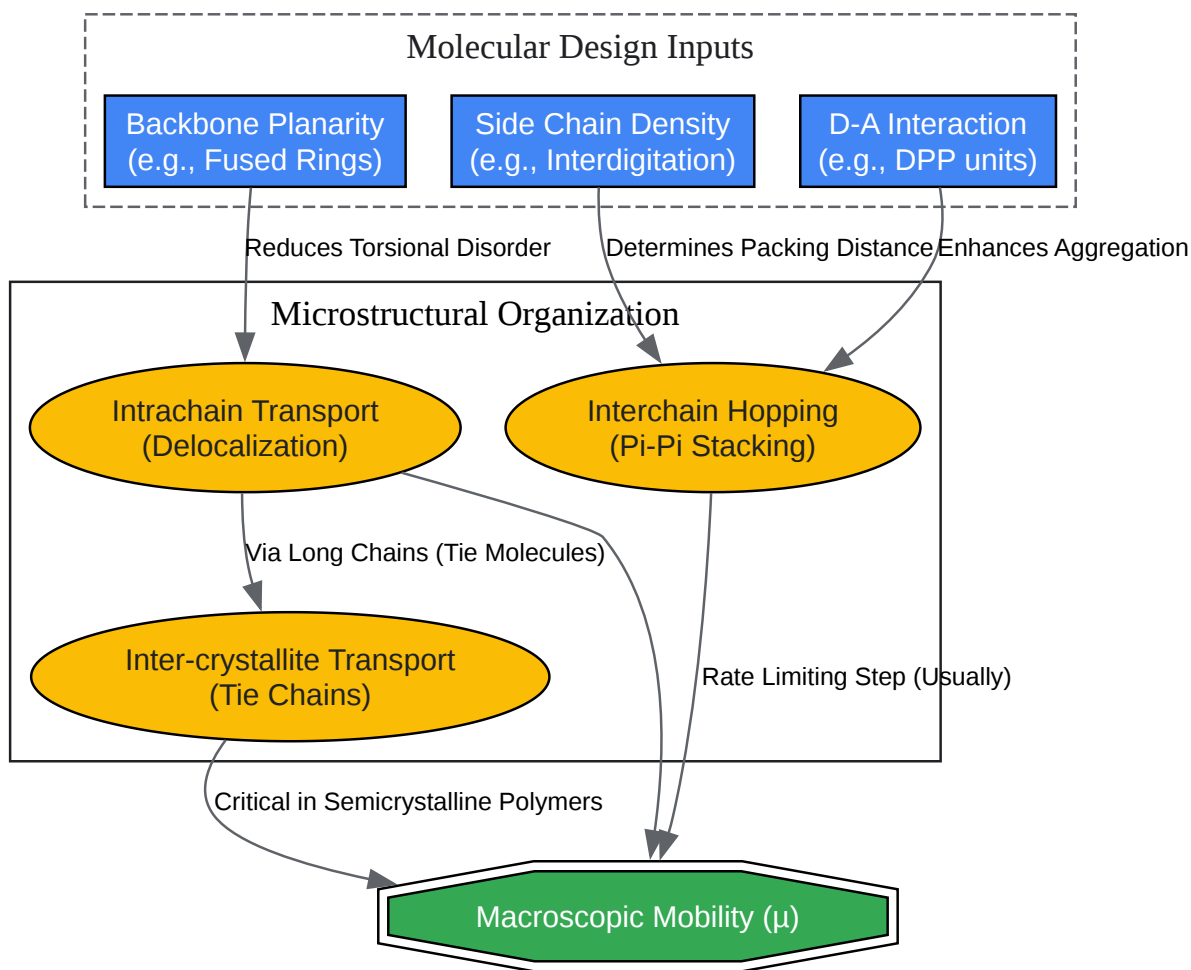 Molecular Design Inputs
Backbone Planarity
(e.g., Fused Rings)
Side Chain Density
(e.g., Interdigitation)
D-A Interaction
(e.g., DPP units)
Reduces Torsional Disorder
Determines Packing Distance
Enhances Aggregation
Microstructural Organization
Intrachain Transport
(Delocalization)
Interchain Hopping
(Pi-Pi Stacking)
Via Long Chains (Tie Molecules)
Inter-crystallite Transport
(Tie Chains)
Rate Limiting Step (Usually)
Critical in Semicrystalline Polymers
Macroscopic Mobility (µ)